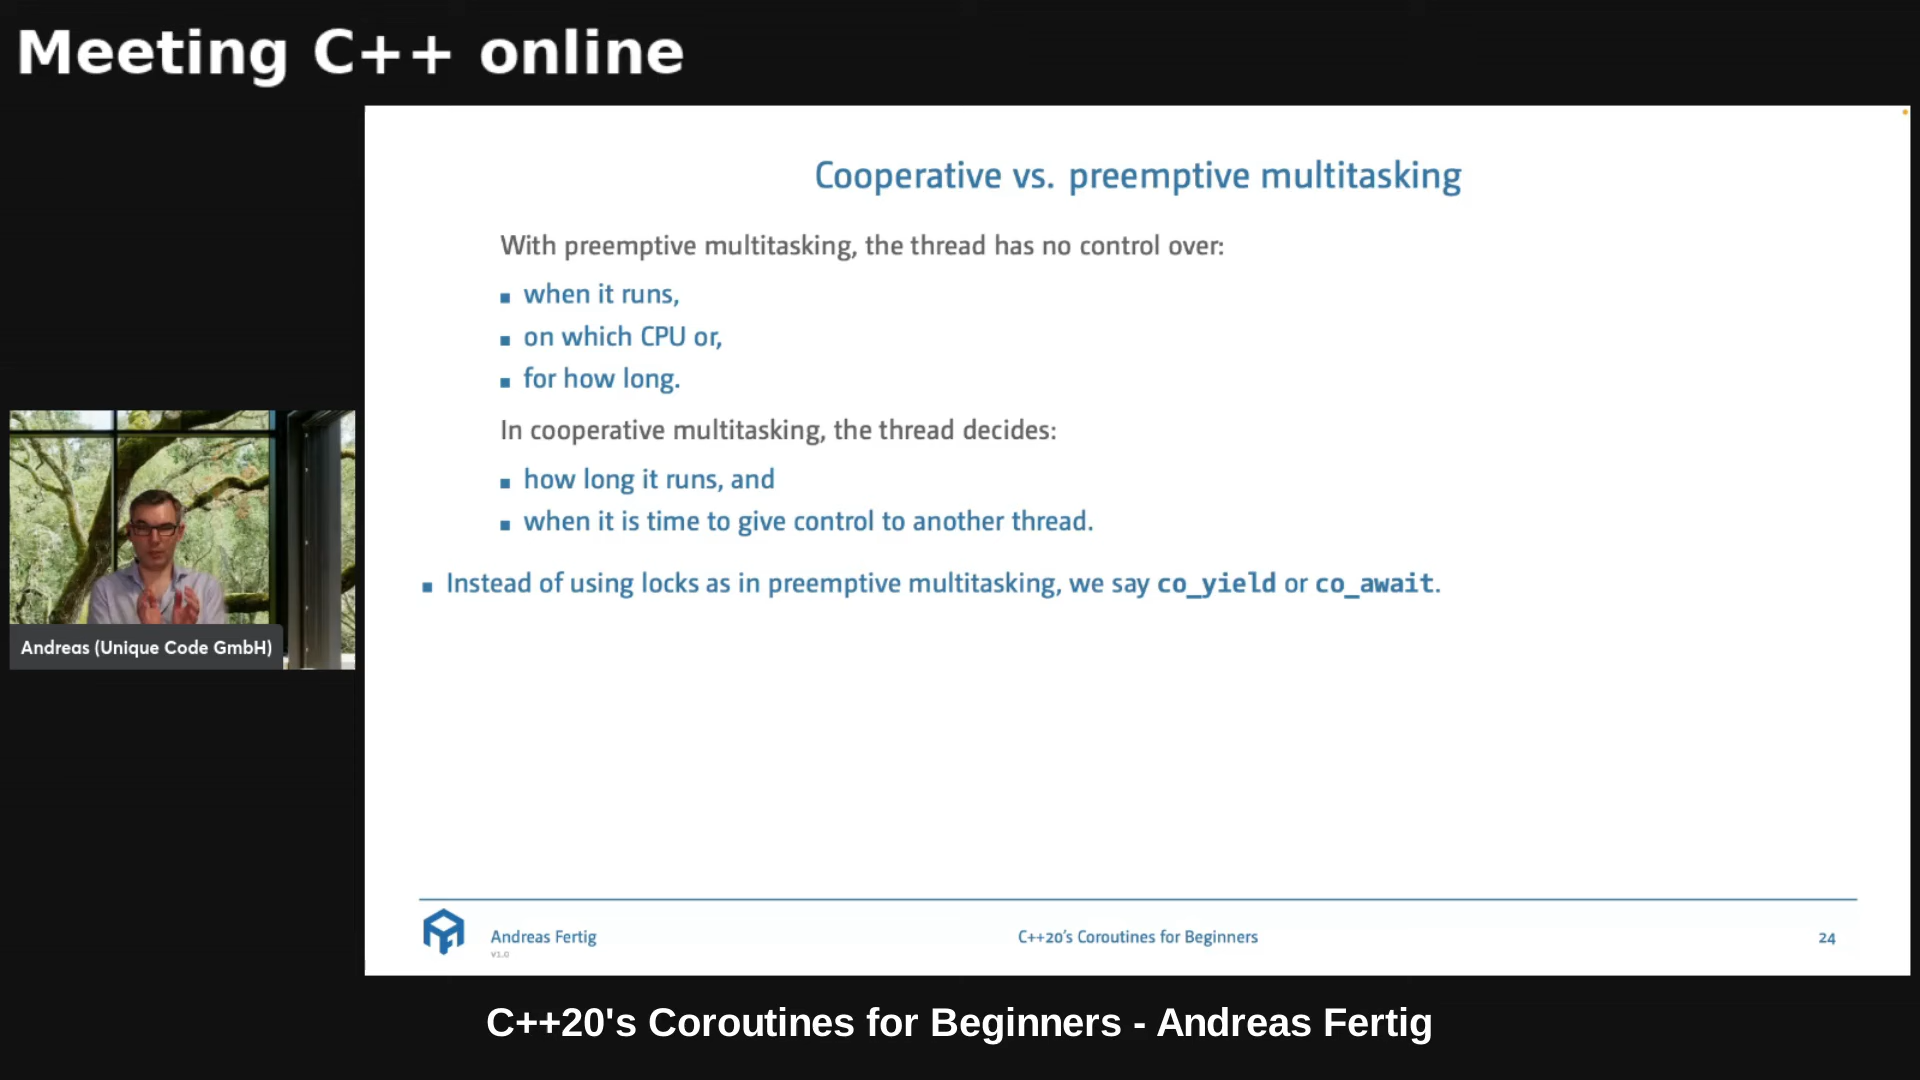 Meeting C++ online
Cooperative vs. preemptive multitasking
With preemptive multitasking, the thread has no control over:
when it runs,
on which CPU or,
for how long.
In cooperative multitasking, the thread decides:
how long it runs, and
when it is time to give control to another thread.
Instead of using locks as in preemptive multitasking, we say co_yield or co_await.
Andreas (Unique Code GmbH)
Andreas Fertig
v1.0
C++20’s Coroutines for Beginners
24
C++20's Coroutines for Beginners - Andreas Fertig